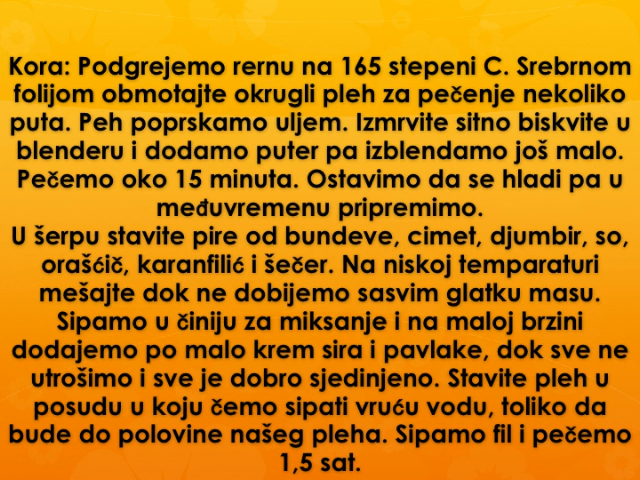 Kora: Podgrejemo rernu na 165 stepeni C. Srebrnom
folijom obmotajte okrugli pleh za pečenje nekoliko
puta. Peh poprskamo uljem. Izmrvite sitno biskvite u
blenderu i dodamo puter pa izblendamo još malo.
Pečemo oko 15 minuta. Ostavimo da se hladi pa u
međuvremenu pripremimo.
U šerpu stavite pire od bundeve, cimet, djumbir, so,
orašćič, karanfilić i šečer. Na niskoj temparaturi
mešajte dok ne dobijemo sasvim glatku masu.
Sipamo u činiju za miksanje i na maloj brzini
dodajemo po malo krem sira i pavlake, dok sve ne
utrošimo i sve je dobro sjedinjeno. Stavite pleh u
posudu u koju čemo sipati vruću vodu, toliko da
bude do polovine našeg pleha. Sipamo fil i pečemo
1,5 sat.